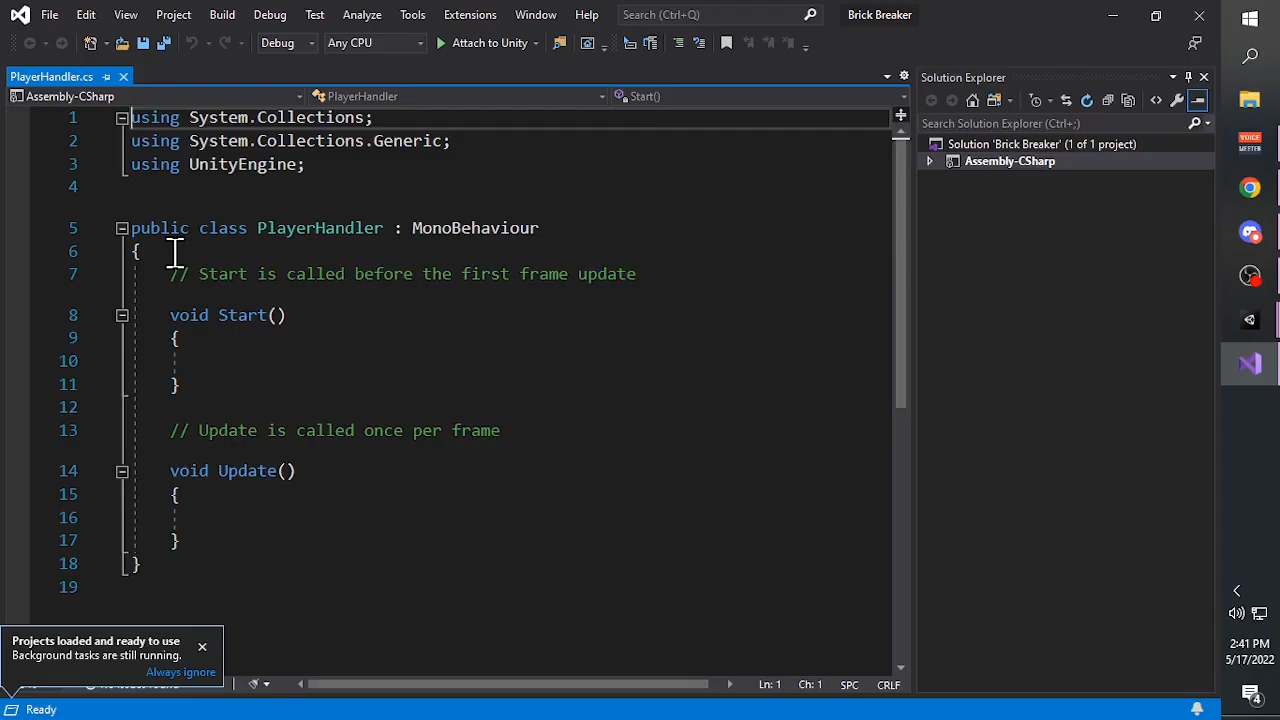 File Edit View Project Build Debug Test Analyze Tools Extensions Window Help Search (Ctrl+Q) Brick Breaker
Debug Any CPU Attach to Unity
PlayerHandler.cs
Assembly-CSharp PlayerHandler Start()
1 using System.Collections;
2 using System.Collections.Generic;
3 using UnityEngine;
4
5 public class PlayerHandler : MonoBehaviour
6 {
7 // Start is called before the first frame update
8 void Start()
9 {
10
11 }
12
13 // Update is called once per frame
14 void Update()
15 {
16
17 }
18 }
19
Projects loaded and ready to use
Background tasks are still running.
Always ignore
Ln: 1 Ch: 1 SPC CRLF
Ready
Solution Explorer
Search Solution Explorer (Ctrl+;)
Solution 'Brick Breaker' (1 of 1 project)
Assembly-CSharp
VOICE
MEETER
2:41 PM
5/17/2022
4